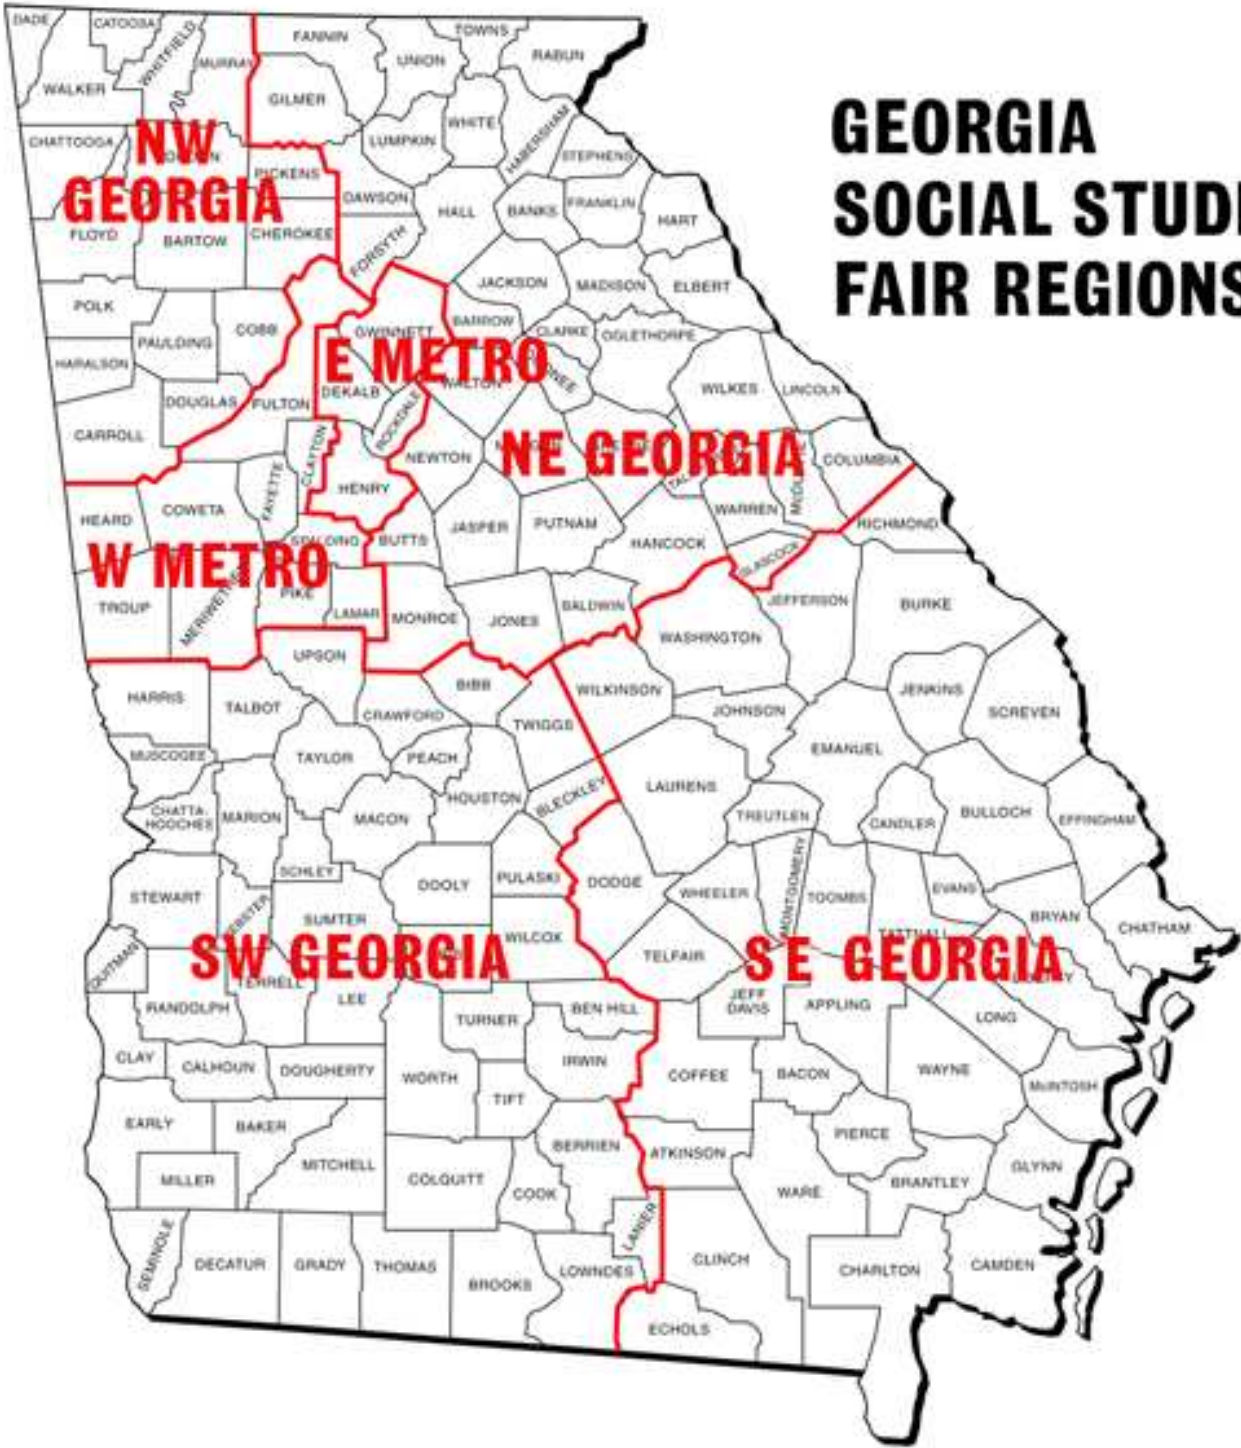 DADE
CATOOSA
WHITFIELD
MURRAY
FANNIN
TOWNS
UNION
RABUN
WALKER
GILMER
WHITE
HABERSHAM
LUMPKIN
CHATTOOGA
STEPHENS
GEORGIA
SOCIAL STUDI
FAIR REGIONS
NW
GEORGIA
PICKENS
DAWSON
HALL
BANKS
FRANKLIN
HART
FLOYD
BARTOW
CHEROKEE
FORSYTH
JACKSON
MADISON
ELBERT
POLK
PAULDING
COBB
GWINNETT
BARROW
CLARKE
OGLETHORPE
HARALSON
E METRO
DEKALB
WALTON
WILKES
LINCOLN
DOUGLAS
FULTON
ROCKDALE
CARROLL
CLAYTON
NEWTON
NE GEORGIA
COLUMBIA
HEARD
COWETA
FAYETTE
HENRY
JASPER
PUTNAM
WARREN
RICHMOND
BUTTS
HANCOCK
GLASCOCK
W METRO
TROUP
PIKE
LAMAR
MONROE
JONES
BALDWIN
WASHINGTON
JEFFERSON
BURKE
UPSON
HARRIS
TALBOT
CRAWFORD
BIBB
TWIGGS
WILKINSON
JOHNSON
JENKINS
SCREVEN
MUSCOGEE
TAYLOR
PEACH
EMANUEL
CHATTA-
HOOCHEE
MARION
MACON
HOUSTON
BLECKLEY
LAURENS
TREUTLEN
CANDLER
BULLOCH
EFFINGHAM
SCHLEY
STEWART
SUMTER
DOOLY
PULASKI
DODGE
WHEELER
MONTGOMERY
TOOMBS
EVANS
BRYAN
CHATHAM
QUITMAN
SW GEORGIA
WILCOX
TELFAIR
TATTNALL
S E GEORGIA
RANDOLPH
TERRELL
LEE
TURNER
BEN HILL
JEFF
DAVIS
APPLING
LONG
CLAY
CALHOUN
DOUGHERTY
WORTH
IRWIN
COFFEE
BACON
WAYNE
McINTOSH
TIFT
EARLY
BAKER
BERRIEN
PIERCE
MITCHELL
ATKINSON
MILLER
COLQUITT
COOK
WARE
BRANTLEY
GLYNN
SEMINOLE
DECATUR
GRADY
THOMAS
BROOKS
LOWNDES
LANIER
CLINCH
CHARLTON
CAMDEN
ECHOLS